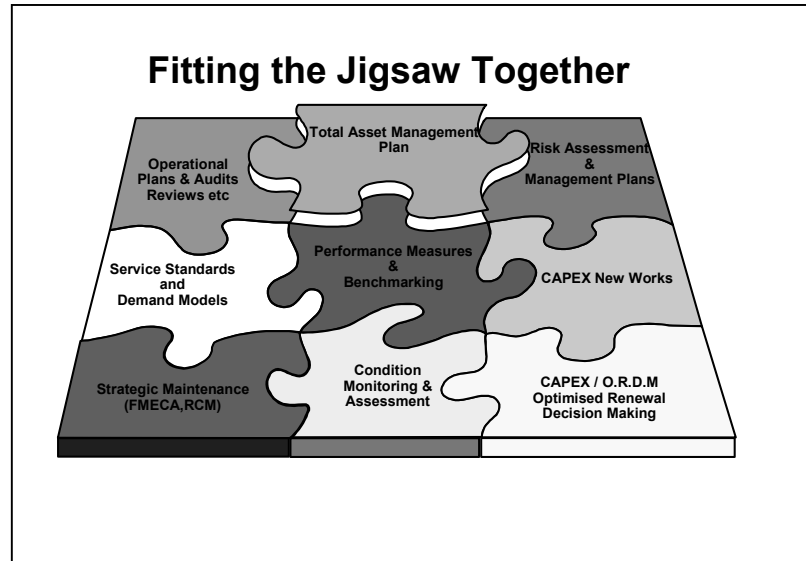 Fitting the Jigsaw Together
Total Asset Management
Plan
Operational
Plans & Audits
Reviews etc
Risk Assessment
&
Management Plans
Service Standards
and
Demand Models
Performance Measures
&
Benchmarking
CAPEX New Works
Strategic Maintenance
(FMECA,RCM)
Condition
Monitoring &
Assessment
CAPEX / O.R.D.M
Optimised Renewal
Decision Making